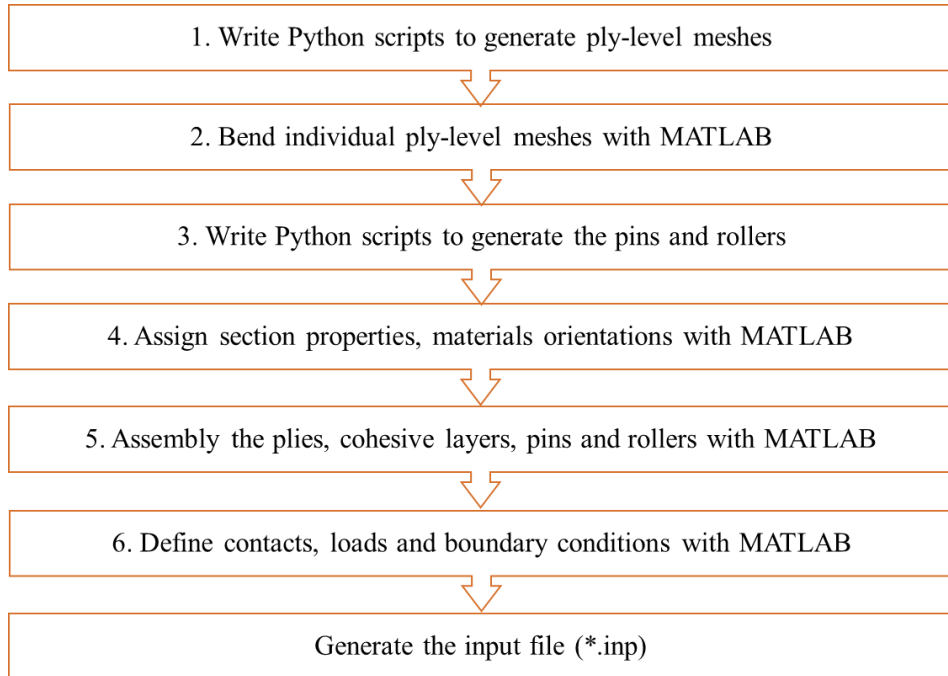 1. Write Python scripts to generate ply-level meshes
2. Bend individual ply-level meshes with MATLAB
3. Write Python scripts to generate the pins and rollers
4. Assign section properties, materials orientations with MATLAB
5. Assembly the plies, cohesive layers, pins and rollers with MATLAB
6. Define contacts, loads and boundary conditions with MATLAB
Generate the input file (*.inp)